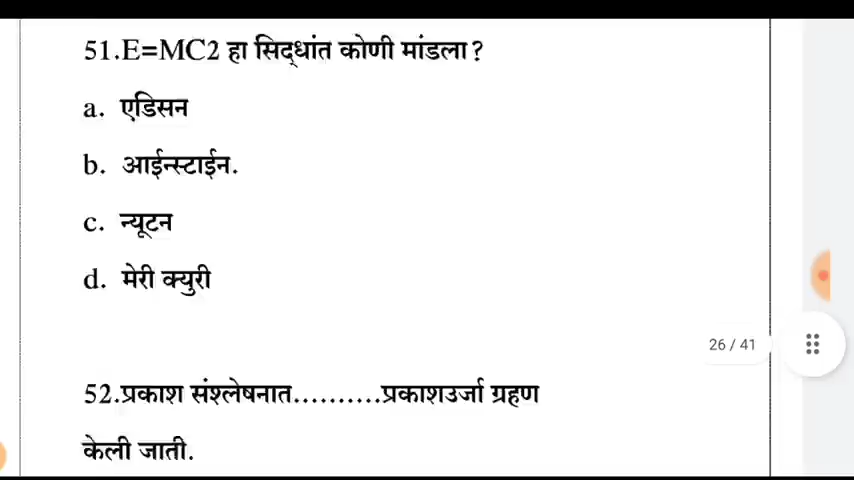 51.E=MC2 हा सिद्धांत कोणी मांडला?
a. एडिसन
b. आईन्स्टाईन.
c. न्यूटन
d. मेरी क्युरी
26 / 41
52.प्रकाश संश्लेषनात..........प्रकाशउर्जा ग्रहण
केली जाती.